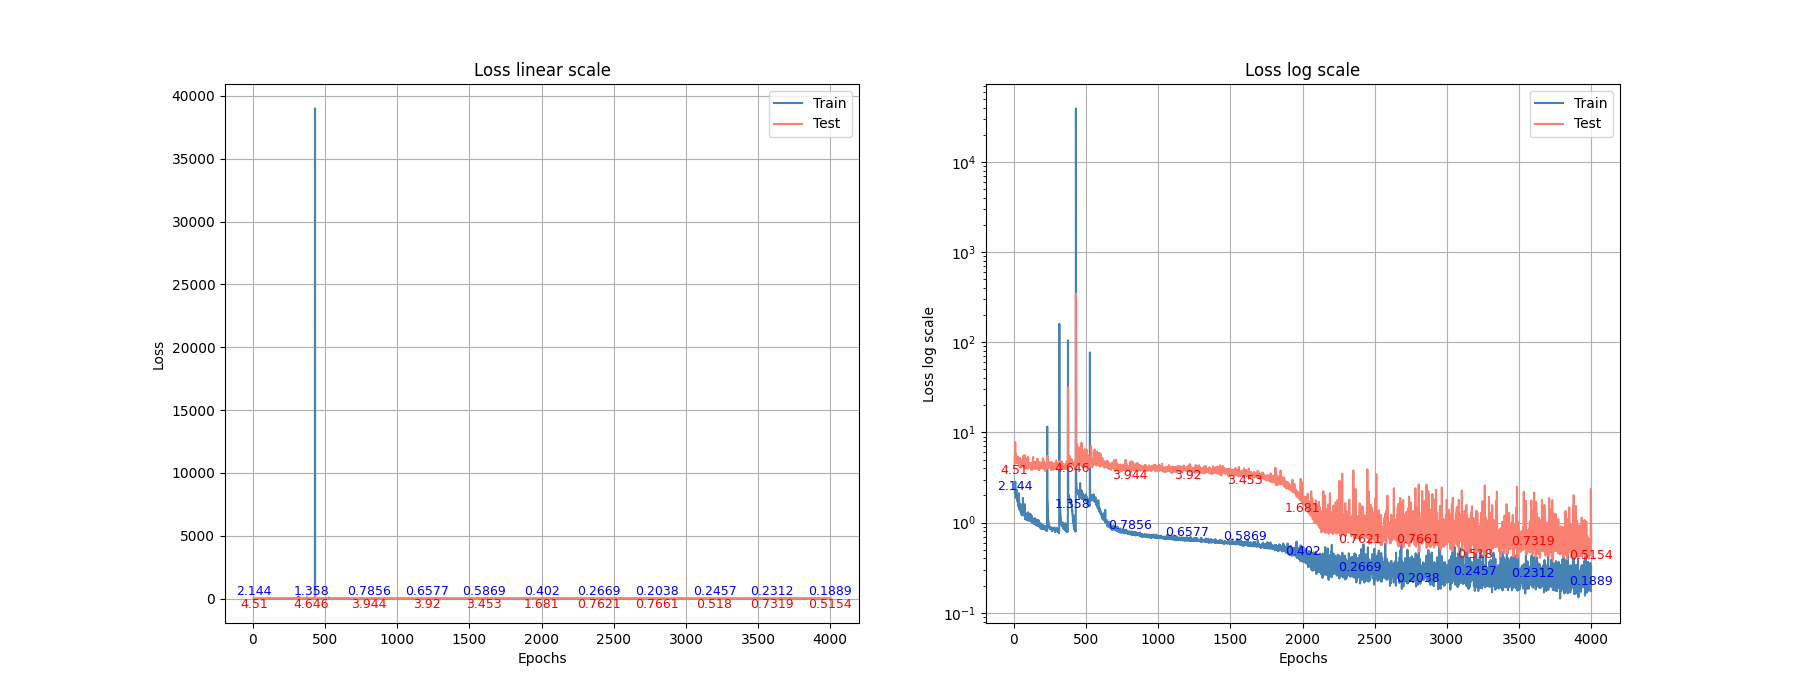 Loss linear scale
Loss
40000
35000
30000
25000
20000
15000
10000
5000
0
Train
Test
2.144 1.358 0.7856 0.6577 0.5869 0.402 0.2669 0.2038 0.2457 0.2312 0.1889
4.51 4.646 3.944 3.92 3.453 1.681 0.7621 0.7661 0.518 0.7319 0.5154
0 500 1000 1500 2000 2500 3000 3500 4000
Epochs
Loss log scale
Loss log scale
10^4
10^3
10^2
10^1
10^0
10^-1
Train
Test
4.51 4.646 3.944 3.92 3.453 1.681 0.7621 0.7661 0.518 0.7319 0.5154
2.144 1.358 0.7856 0.6577 0.5869 0.402 0.2669 0.2038 0.2457 0.2312 0.1889
0 500 1000 1500 2000 2500 3000 3500 4000
Epochs